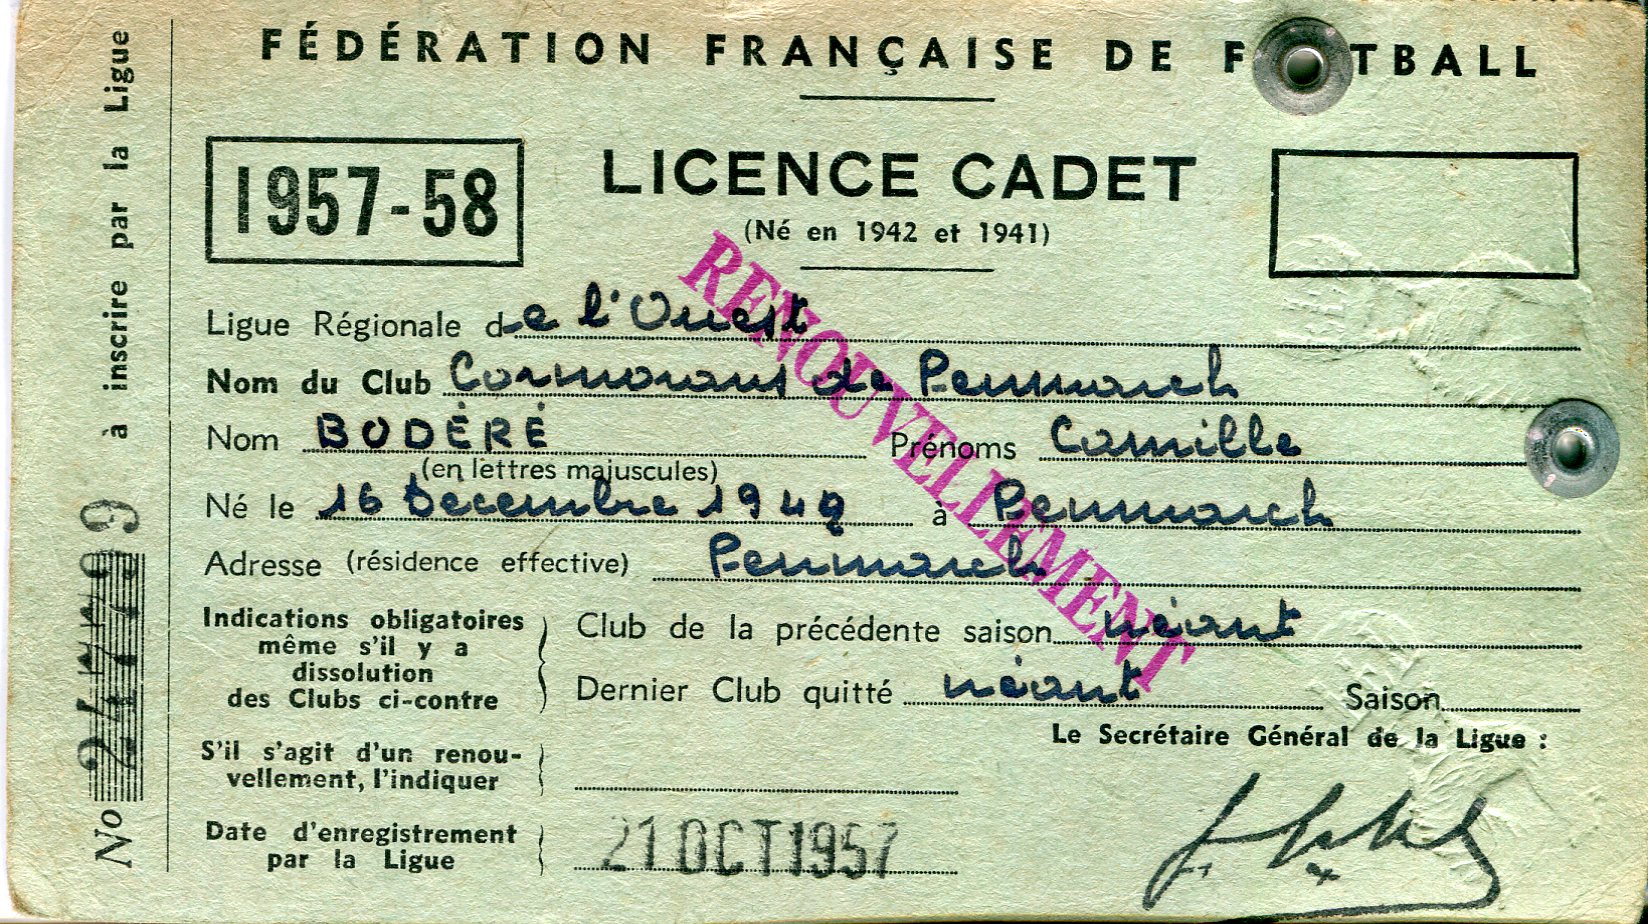 FÉDÉRATION FRANÇAISE DE F TBALL
1957-58
LICENCE CADET
(Né en 1942 et 1941)
RENOUVELLEMENT
Ligue Régionale de l'Ouest
Nom du Club Cormorans de Penmarch
Nom BODÉRÉ Prénoms Camille
(en lettres majuscules)
Né le 16 Decembre 1942 à Penmarch
Adresse (résidence effective) Penmarch
Indications obligatoires
même s'il y a
dissolution
des Clubs ci-contre
Club de la précédente saison néant
Dernier Club quitté néant Saison
Le Secrétaire Général de la Ligue :
S'il s'agit d'un renou-
vellement, l'indiquer
Date d'enregistrement
par la Ligue
21 OCT 1957
No
à inscrire par la Ligue